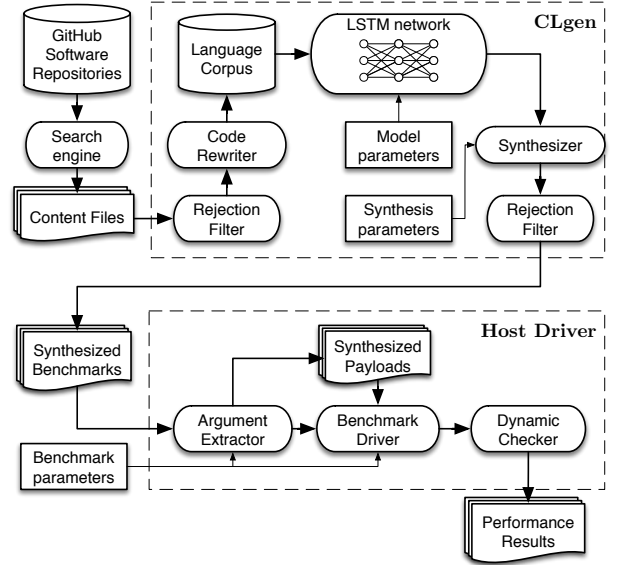 GitHub
Software
Repositories
Search
engine
Content Files
CLgen
Language
Corpus
LSTM network
Code
Rewriter
Rejection
Filter
Model
parameters
Synthesis
parameters
Synthesizer
Rejection
Filter
Synthesized
Benchmarks
Host Driver
Synthesized
Payloads
Argument
Extractor
Benchmark
Driver
Dynamic
Checker
Benchmark
parameters
Performance
Results